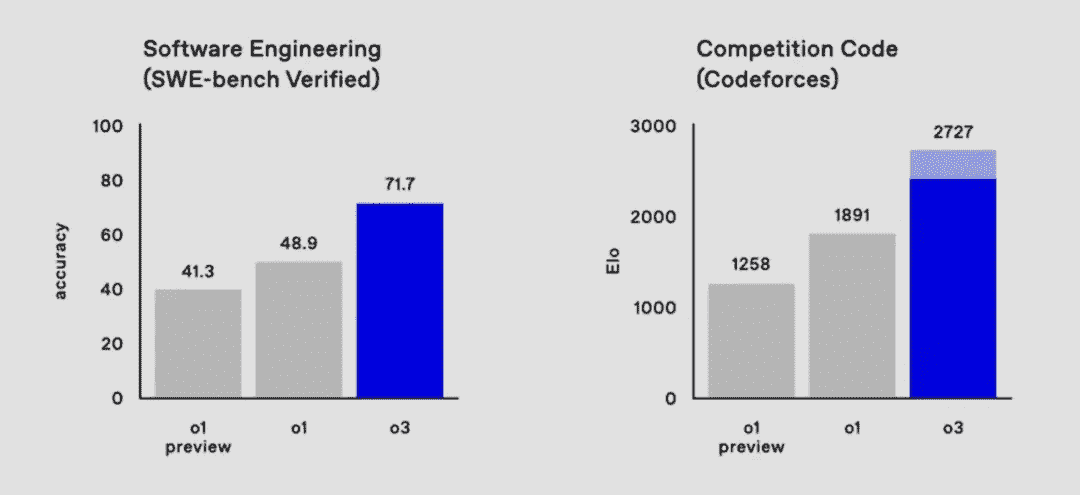 Software Engineering
(SWE-bench Verified)
100
80
60
40
20
0
accuracy
41.3
48.9
71.7
o1
preview
o1
o3
Competition Code
(Codeforces)
3000
2000
1000
0
Elo
1258
1891
2727
o1
preview
o1
o3